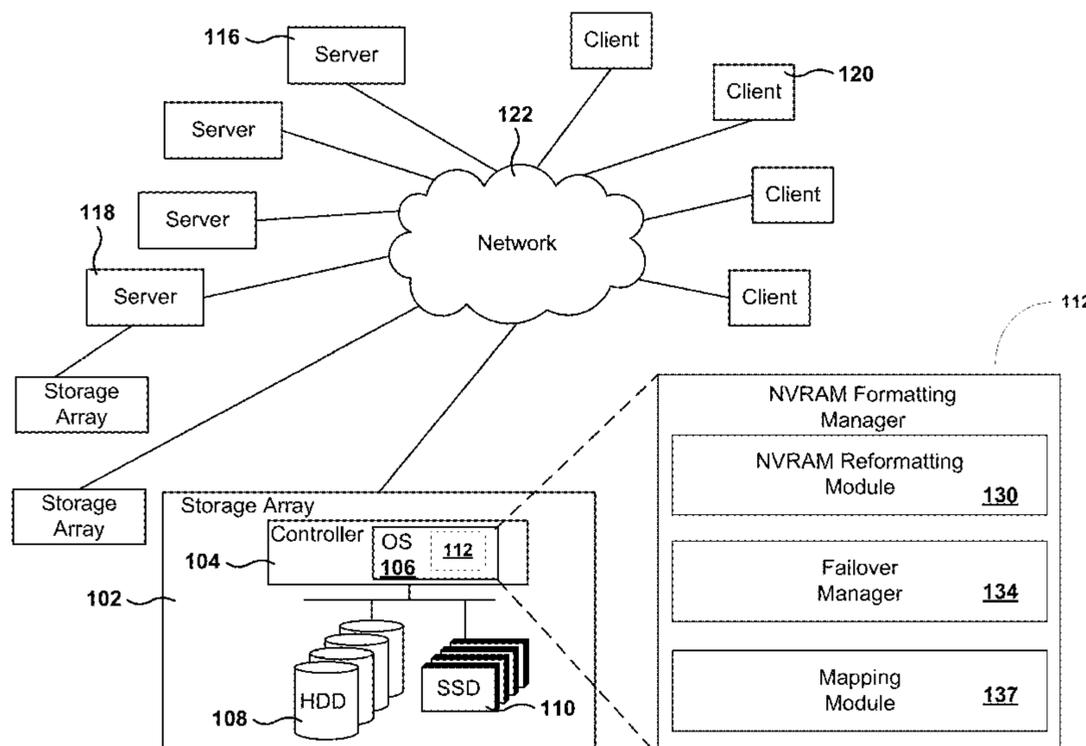 116
Server
Client
Client
120
Server
122
Client
Server
118
Network
Server
Client
112
Storage
Array
Storage
Array
NVRAM Formatting
Manager
NVRAM Reformatting
Module
130
Failover
Manager
134
Mapping
Module
137
Storage Array
Controller
OS
106
112
104
102
HDD
108
SSD
110